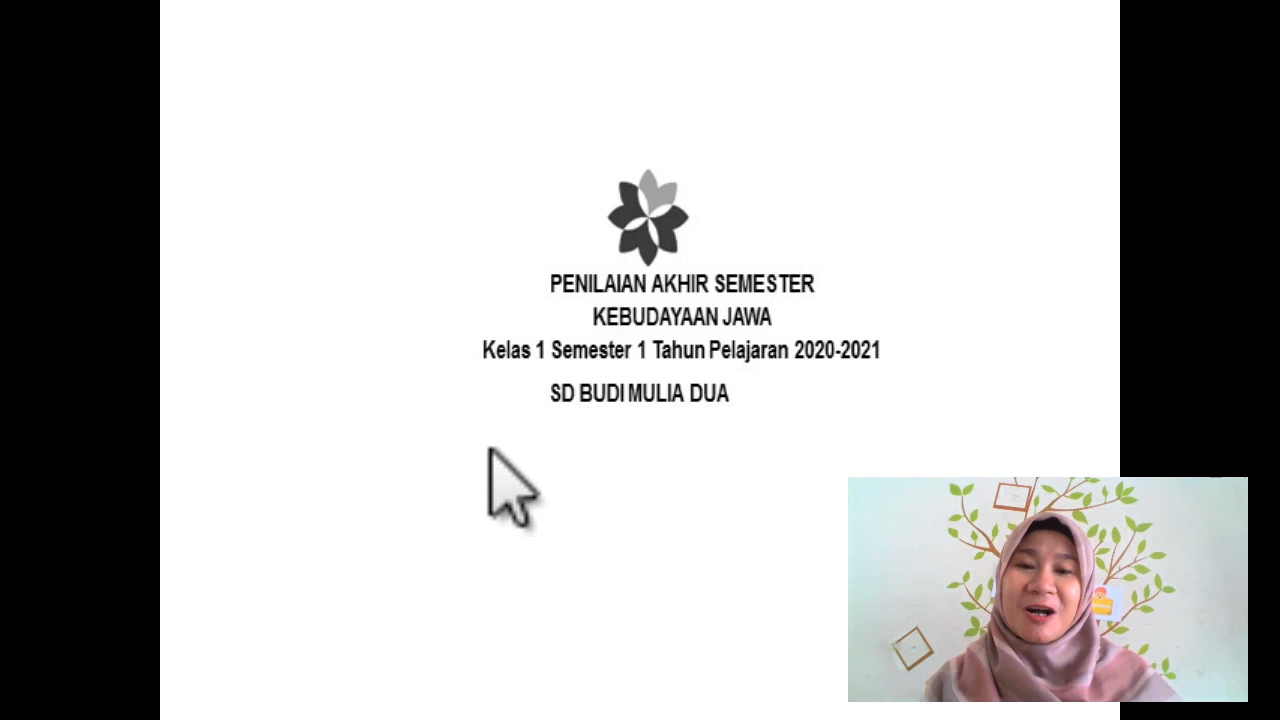 PENILAIAN AKHIR SEMESTER
KEBUDAYAAN JAWA
Kelas 1 Semester 1 Tahun Pelajaran 2020-2021
SD BUDI MULIA DUA